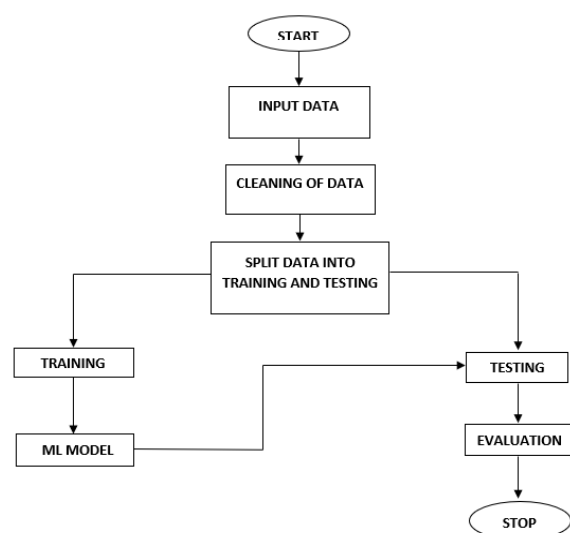 START
INPUT DATA
CLEANING OF DATA
SPLIT DATA INTO
TRAINING AND TESTING
TRAINING
TESTING
ML MODEL
EVALUATION
STOP